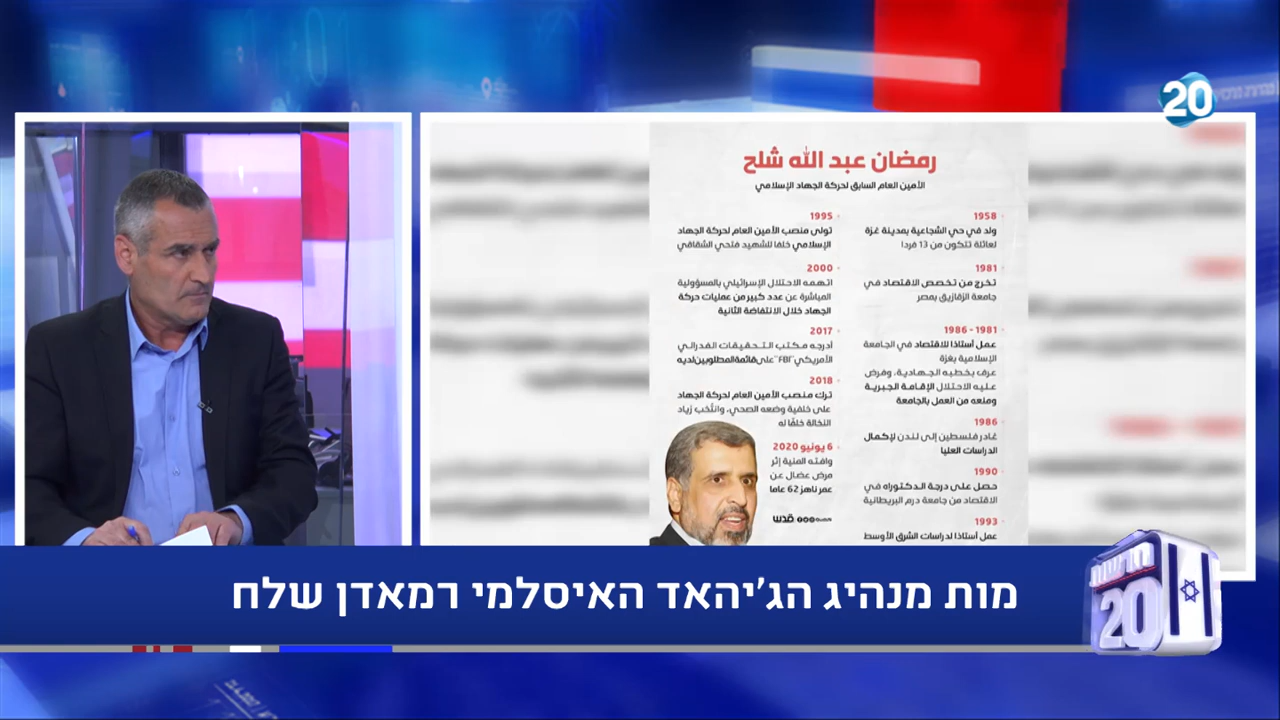 20
رمضان عبد الله شلح
الأمين العام السابق لحركة الجهاد الإسلامي
1958
ولد في حي الشجاعية بمدينة غزة
لعائلة تتكون من 13 فردا
1981
تخرج من تخصص الاقتصاد في
جامعة الزقازيق بمصر
1981 - 1986
عمل أستاذا للاقتصاد في الجامعة
الإسلامية بغزة
عرف بخطبه الجهادية، وفرض
عليه الاحتلال الإقامة الجبرية
ومنعه من العمل بالجامعة
1986
غادر فلسطين إلى لندن لإكمال
الدراسات العليا
1990
حصل على درجة الدكتوراه في
الاقتصاد من جامعة درم البريطانية
1993
عمل أستاذا لدراسات الشرق الأوسط
1995
تولى منصب الأمين العام لحركة الجهاد
الإسلامي خلفا للشهيد فتحي الشقاقي
2000
اتهمه الاحتلال الإسرائيلي بالمسؤولية
المباشرة عن عدد كبير من عمليات حركة
الجهاد خلال الانتفاضة الثانية
2017
أدرجه مكتب التحقيقات الفدرالي
الأمريكي "FBI" على قائمة المطلوبين لديه
2018
ترك منصب الأمين العام لحركة الجهاد
على خلفية وضعه الصحي، وانتُخب زياد
النخالة خلفًا له
6 يونيو 2020
وافته المنية إثر
مرض عضال عن
عمر ناهز 62 عاما
قدس
מות מנהיג הג'יהאד האיסלמי רמאדן שלח
חדשות
20